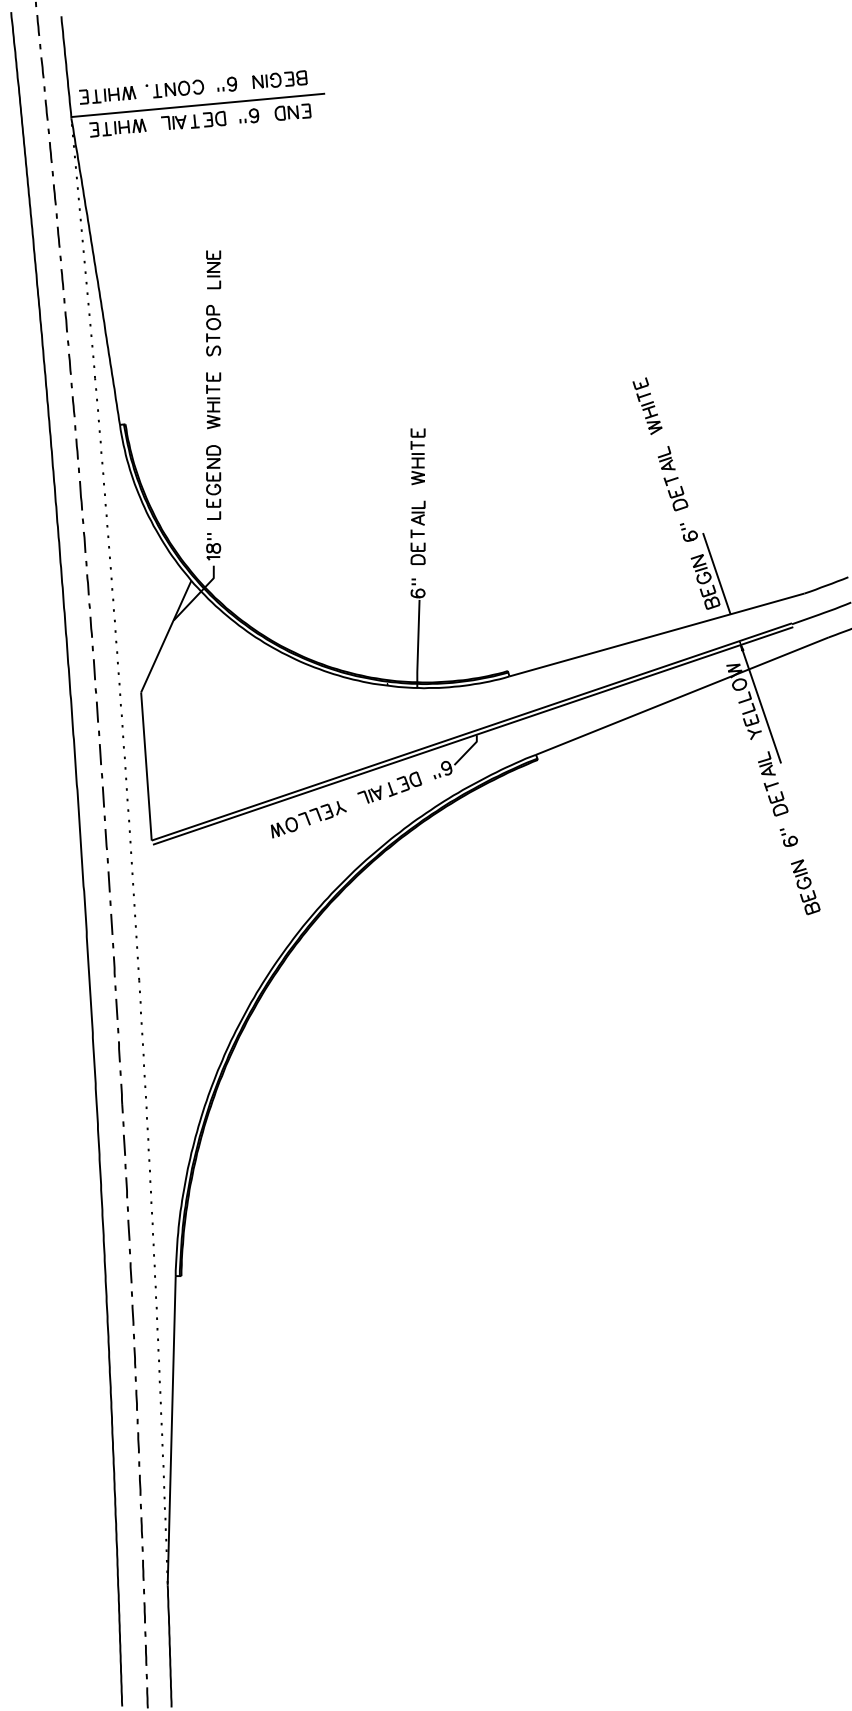 BEGIN 6" CONT. WHITE
END 6" DETAIL WHITE
18" LEGEND WHITE STOP LINE
6" DETAIL WHITE
BEGIN 6" DETAIL WHITE
6" DETAIL YELLOW
BEGIN 6" DETAIL YELLOW